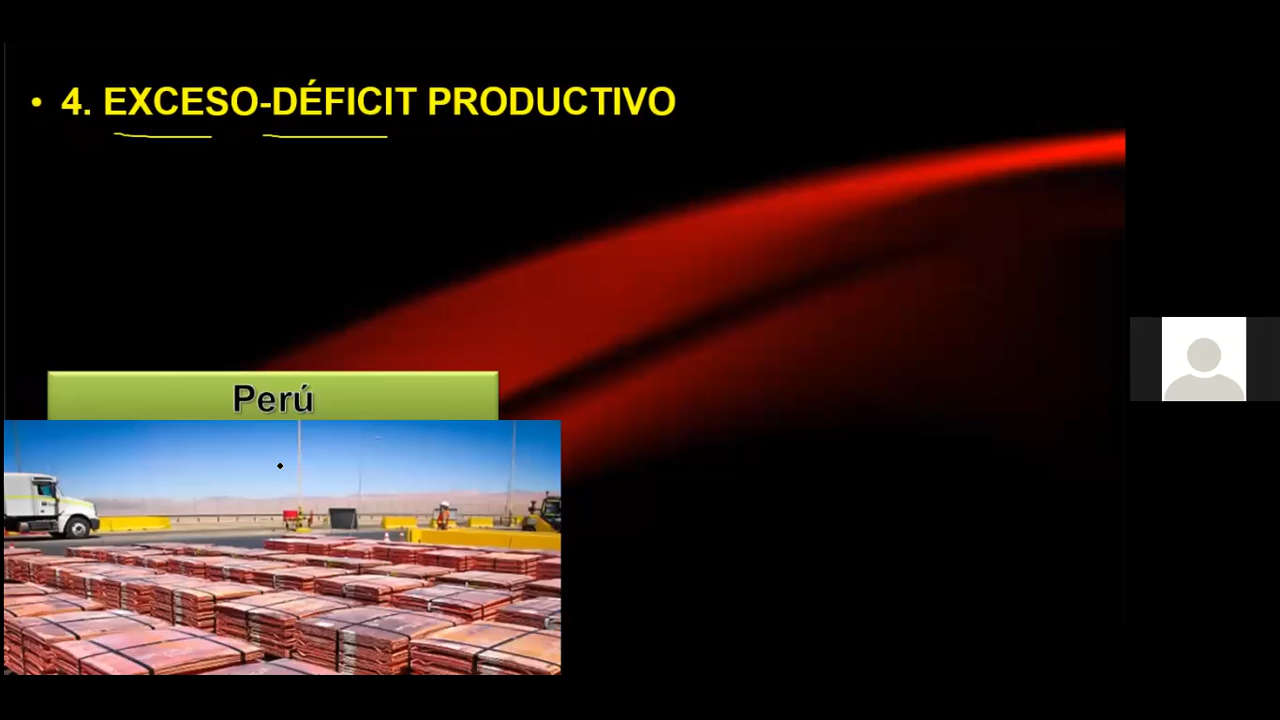 • 4. EXCESO-DÉFICIT PRODUCTIVO
Perú